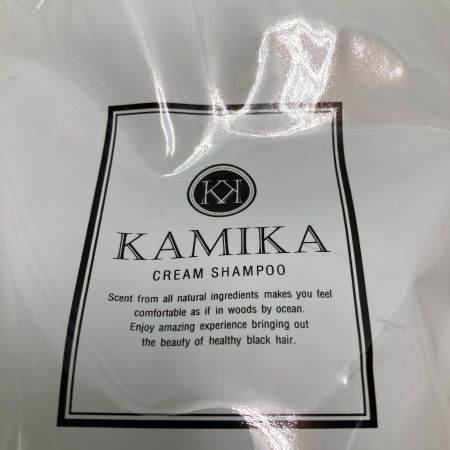 KK
KAMIKA
CREAM SHAMPOO
Scent from all natural ingredients makes you feel
comfortable as if in woods by ocean.
Enjoy amazing experience bringing out
the beauty of healthy black hair.